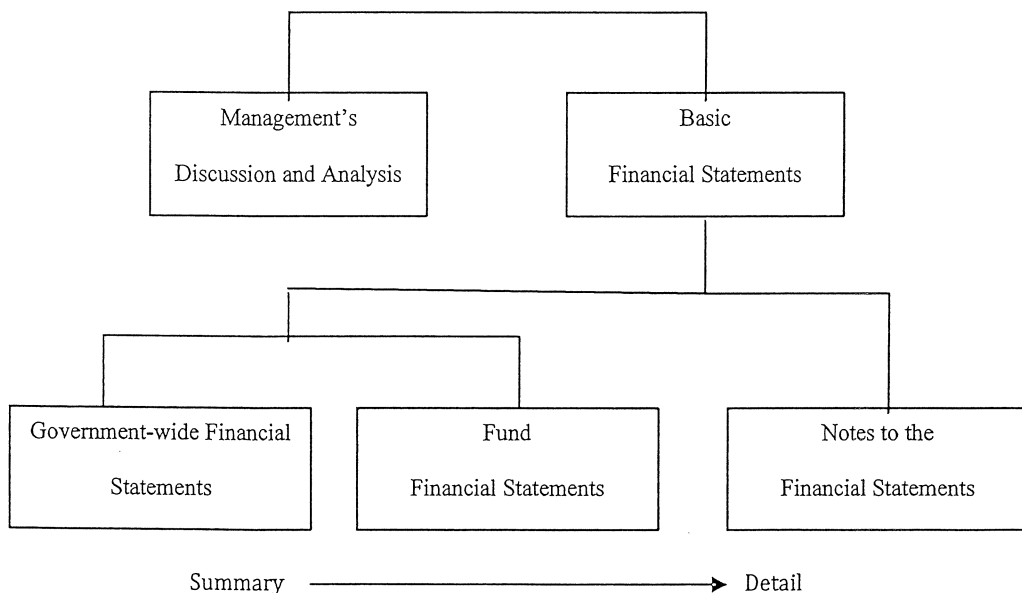 Management's
Discussion and Analysis
Basic
Financial Statements
Government-wide Financial
Statements
Fund
Financial Statements
Notes to the
Financial Statements
Summary
Detail